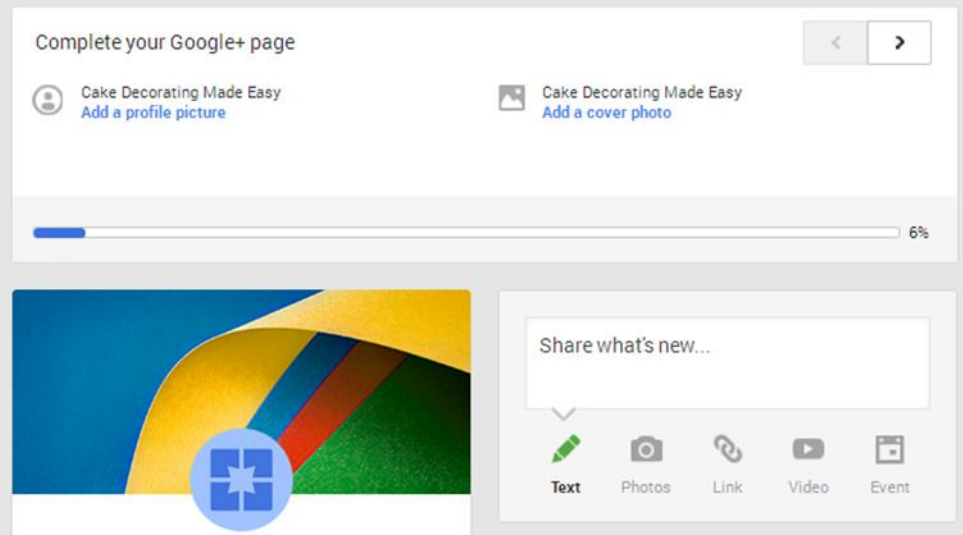 Complete your Google+ page
Cake Decorating Made Easy
Add a profile picture
Cake Decorating Made Easy
Add a cover photo
6%
Share what's new...
Text Photos Link Video Event